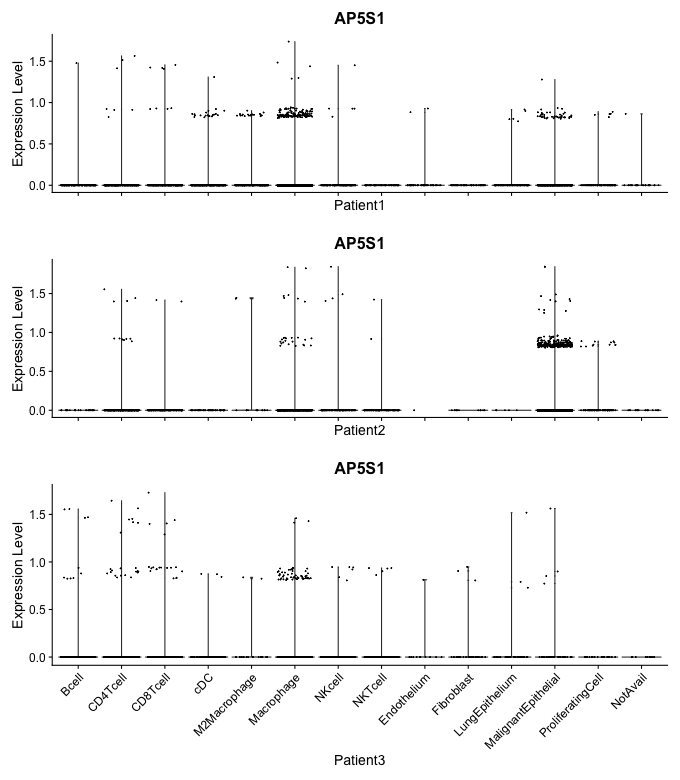 AP5S1
Expression Level
1.5
1.0
0.5
0.0
Patient1
AP5S1
Expression Level
1.5
1.0
0.5
0.0
Patient2
AP5S1
Expression Level
1.5
1.0
0.5
0.0
Bcell
CD4Tcell
CD8Tcell
cDC
M2Macrophage
Macrophage
NKcell
NKTcell
Endothelium
Fibroblast
LungEpithelium
MalignantEpithelial
ProliferatingCell
NotAvail
Patient3